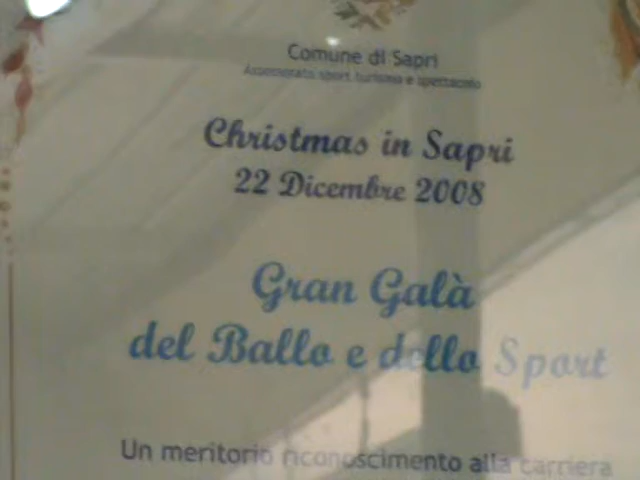 Comune di Sapri
Assessorato sport turismo e spettacolo
Christmas in Sapri
22 Dicembre 2008
Gran Galà
del Ballo e dello Sport
Un meritorio riconoscimento alla carriera